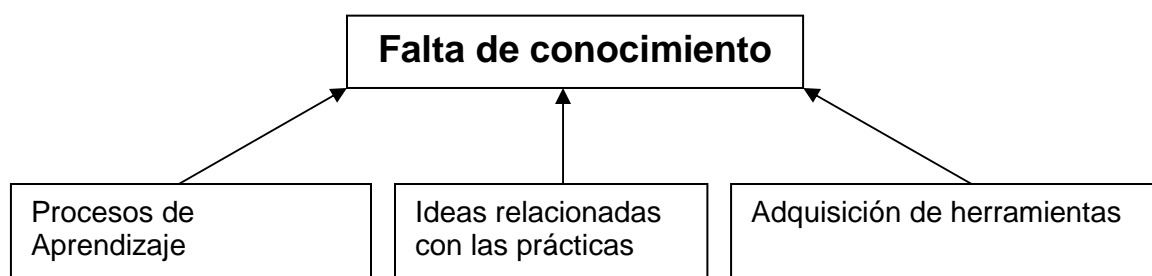 Falta de conocimiento
Procesos de
Aprendizaje
Ideas relacionadas
con las prácticas
Adquisición de herramientas